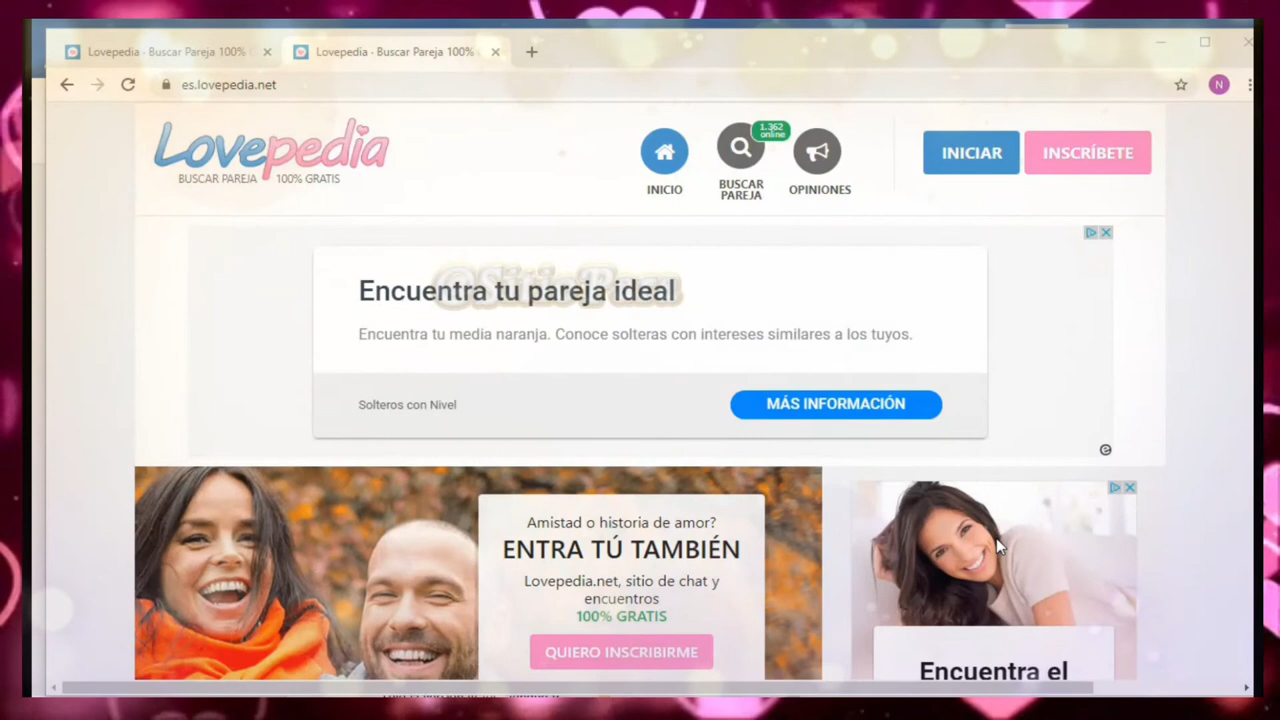 Lovepedia - Buscar Pareja 100%
Lovepedia - Buscar Pareja 100%
es.lovepedia.net
N
Lovepedia
BUSCAR PAREJA 100% GRATIS
INICIO
1.362
online
BUSCAR
PAREJA
OPINIONES
INICIAR
INSCRÍBETE
Encuentra tu pareja ideal
Encuentra tu media naranja. Conoce solteras con intereses similares a los tuyos.
Solteros con Nivel
MÁS INFORMACIÓN
Amistad o historia de amor?
ENTRA TÚ TAMBIÉN
Lovepedia.net, sitio de chat y
encuentros
100% GRATIS
QUIERO INSCRIBIRME
Encuentra el